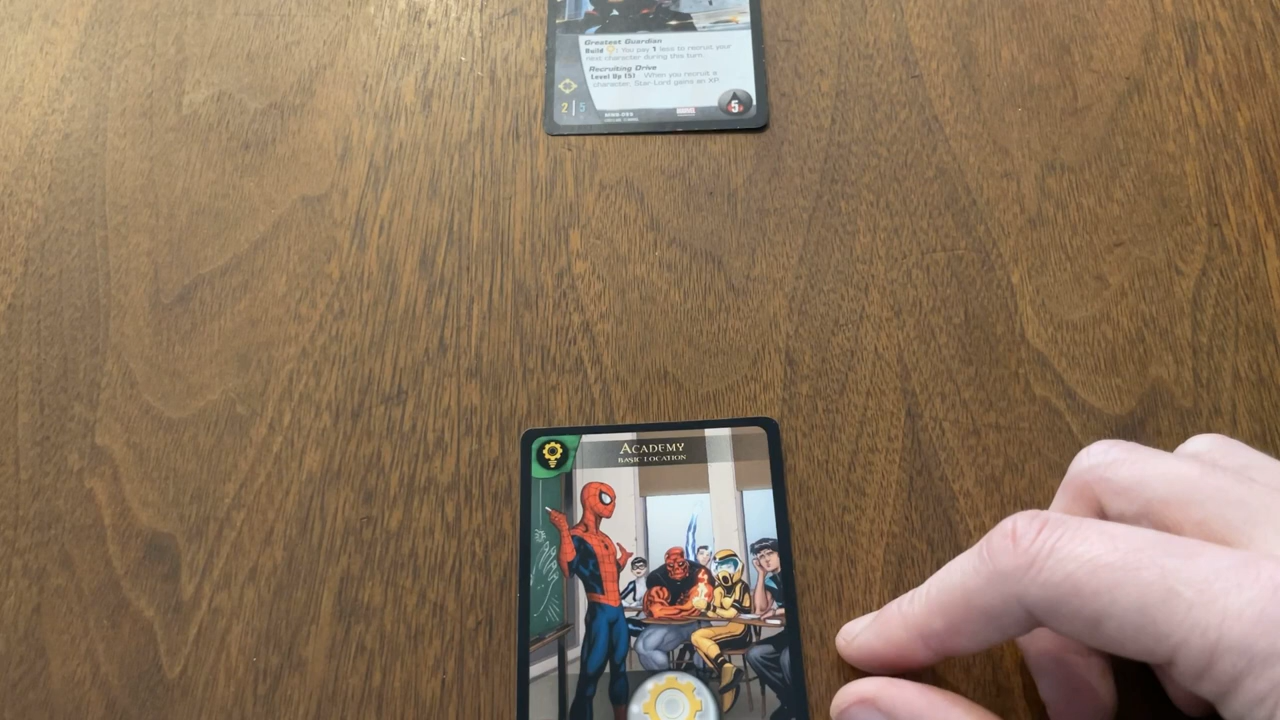 Greatest Guardian
Build : You pay 1 less to recruit your
next character during this turn.
Recruiting Drive
Level Up (5) When you recruit a
character, Star-Lord gains an XP.
2 | 5
MARVEL
5
ACADEMY
BASIC LOCATION